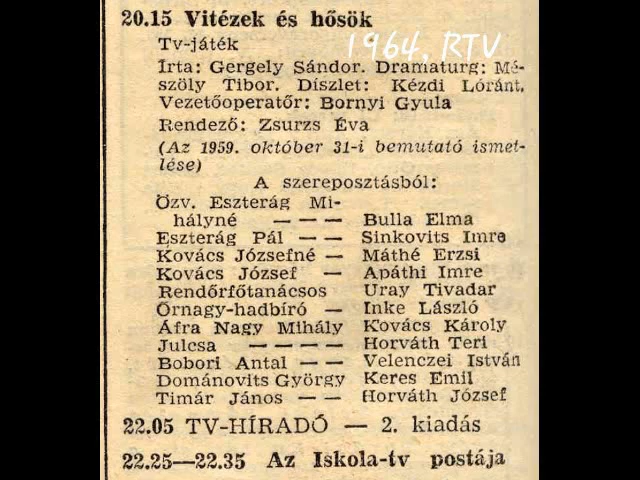 20.15 Vitézek és hősök
1964, RTV
Tv-játék
Írta: Gergely Sándor. Dramaturg: Mé-
szöly Tibor. Díszlet: Kézdi Lóránt.
Vezetőoperatőr: Bornyi Gyula
Rendező: Zsurzs Éva
(Az 1959. október 31-i bemutató ismét-
lése)
A szereposztásból:
Özv. Eszterág Mi-
hályné — — — Bulla Elma
Eszterág Pál — — Sinkovits Imre
Kovács Józsefné — Máthé Erzsi
Kovács József — Apáthi Imre
Rendőrfőtanácsos Uray Tivadar
Őrnagy-hadbíró — Inke László
Áfra Nagy Mihály Kovács Károly
Julcsa — — — Horváth Teri
Bobori Antal — — Velenczei István
Dománovits György Keres Emil
Timár János — — Horváth József
22.05 TV-HÍRADÓ — 2. kiadás
22.25—22.35 Az Iskola-tv postája